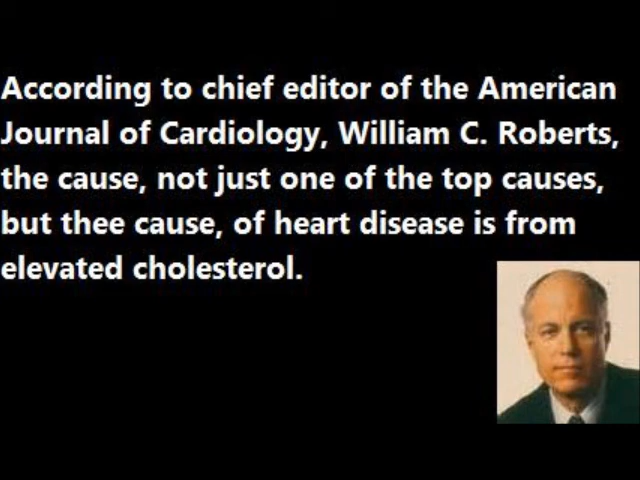 According to chief editor of the American
Journal of Cardiology, William C. Roberts,
the cause, not just one of the top causes,
but thee cause, of heart disease is from
elevated cholesterol.